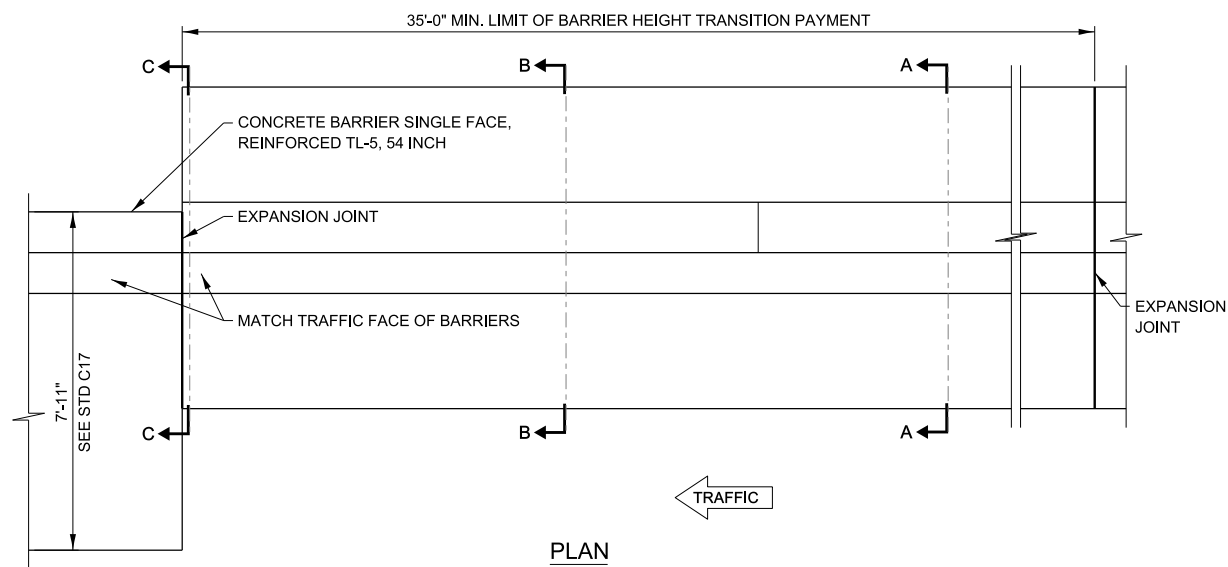 35'-0" MIN. LIMIT OF BARRIER HEIGHT TRANSITION PAYMENT
C
B
A
CONCRETE BARRIER SINGLE FACE,
REINFORCED TL-5, 54 INCH
EXPANSION JOINT
MATCH TRAFFIC FACE OF BARRIERS
EXPANSION
JOINT
7'-11"
SEE STD C17
C
B
A
TRAFFIC
PLAN